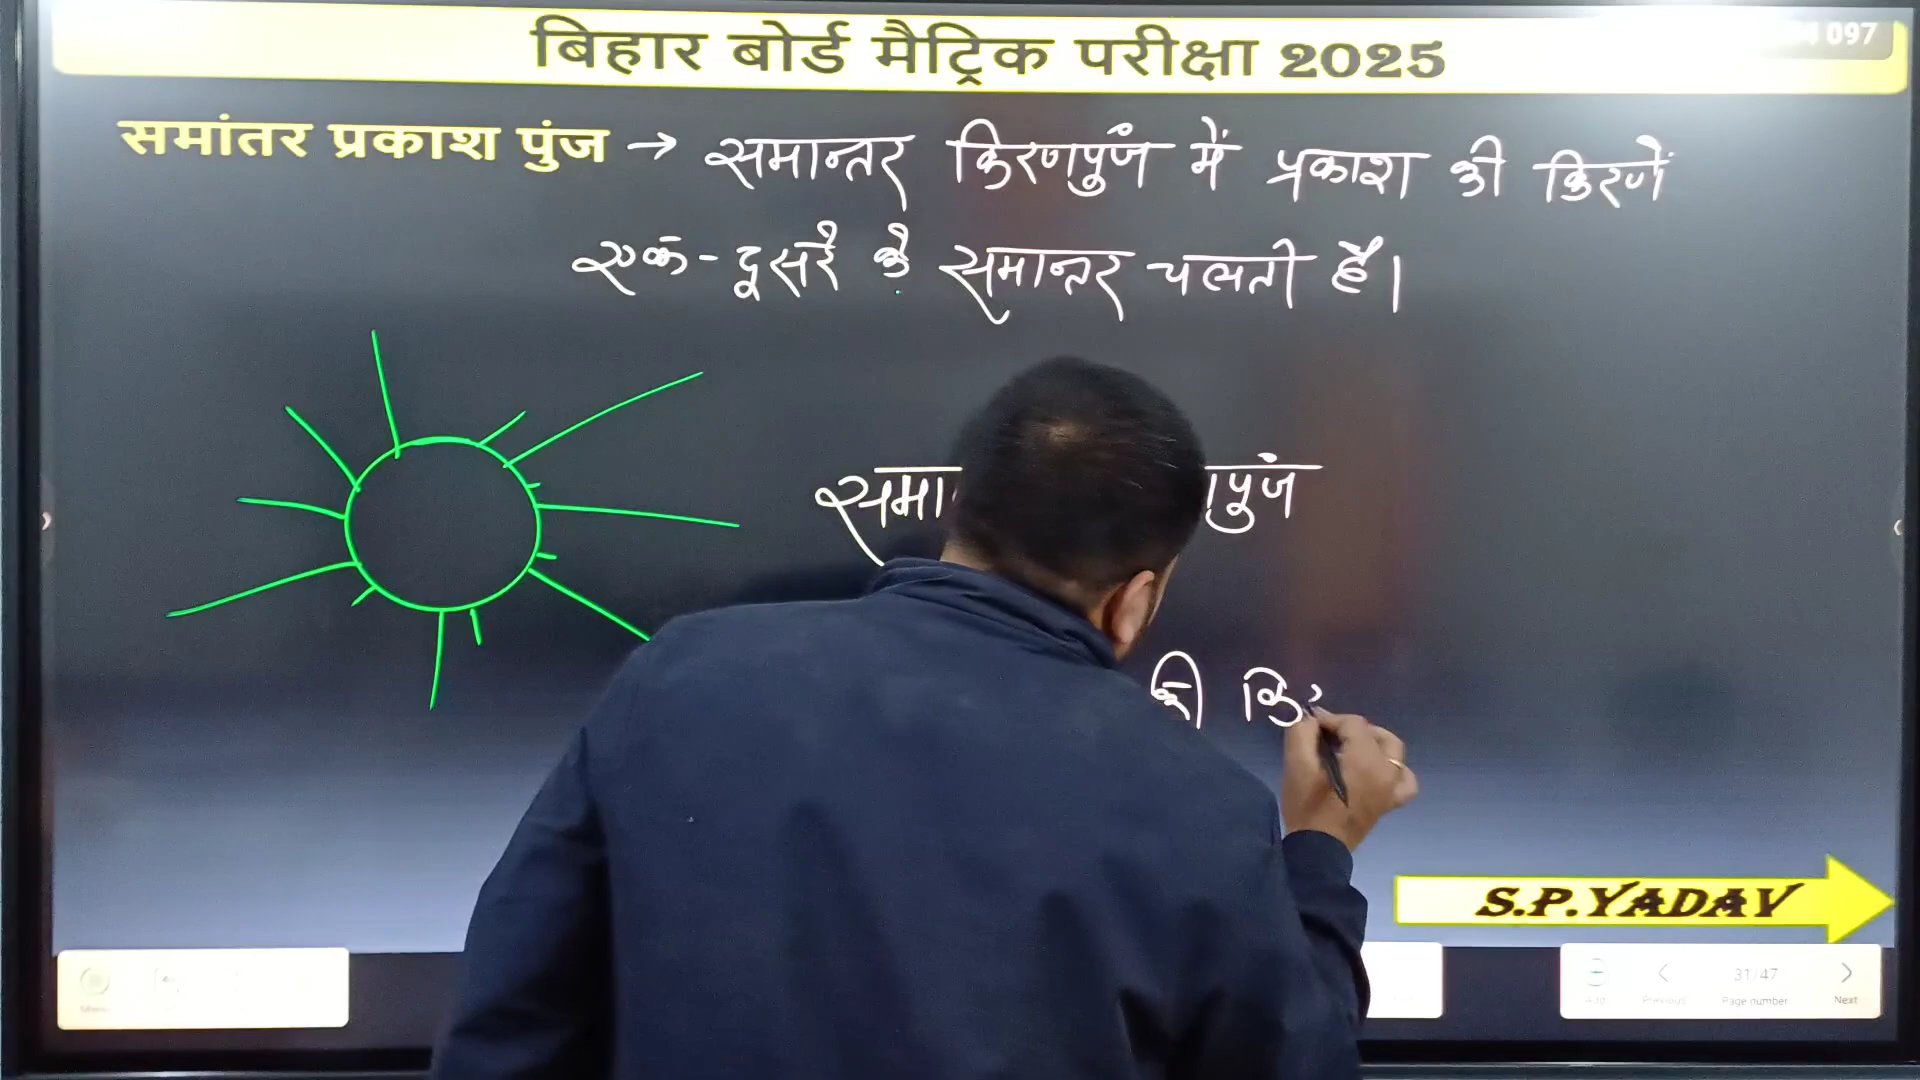 097
बिहार बोर्ड मैट्रिक परीक्षा 2025
समांतर प्रकाश पुंज → समान्तर किरणपुंज में प्रकाश की किरणें
एक-दूसरे के समान्तर चलती हैं।
पुंज
की
S.P.YADAV
31/47
Previous Page number Next